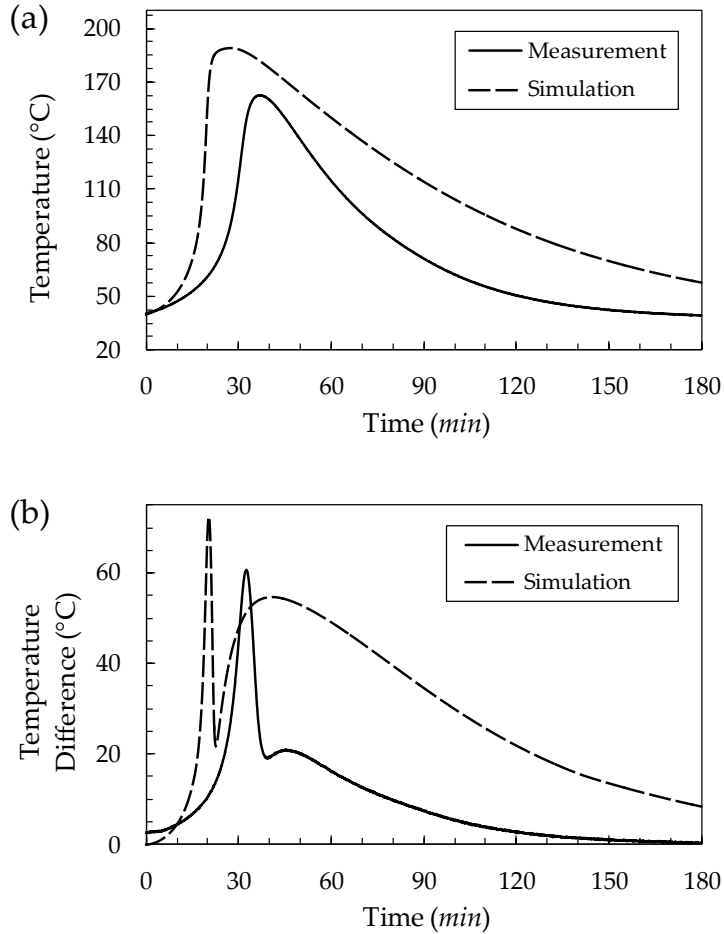 (a)
200
170
140
110
80
50
20
Temperature (°C)
Measurement
Simulation
0 30 60 90 120 150 180
Time (min)
(b)
60
40
20
0
Temperature
Difference (°C)
Measurement
Simulation
0 30 60 90 120 150 180
Time (min)